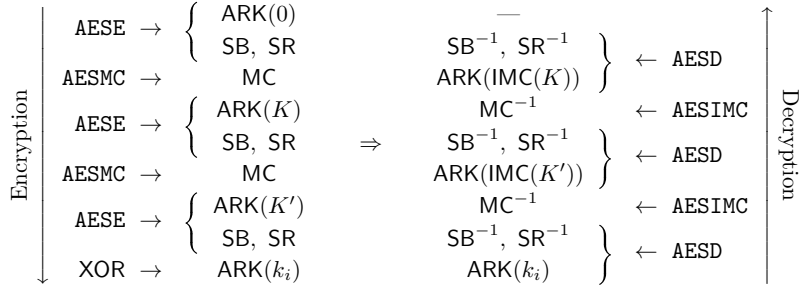 ARK(0) —
AESE → { SB, SR SB⁻¹, SR⁻¹ } ← AESD
AESMC → MC ARK(IMC(K))
ARK(K) MC⁻¹ ← AESIMC
AESE → { SB, SR ⇒ SB⁻¹, SR⁻¹ } ← AESD
AESMC → MC ARK(IMC(K′))
ARK(K′) MC⁻¹ ← AESIMC
AESE → { SB, SR SB⁻¹, SR⁻¹ } ← AESD
XOR → ARK(kᵢ) ARK(kᵢ)
Encryption
Decryption